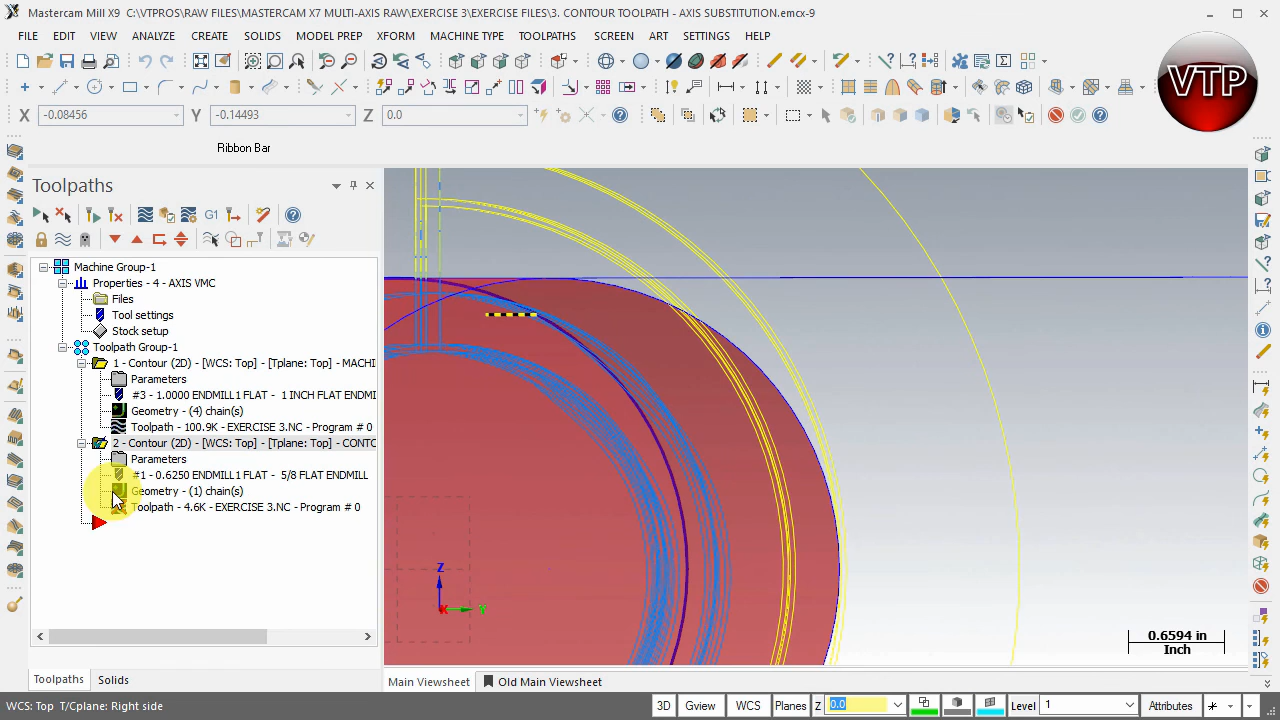 Mastercam Mill X9 C:\VTPROS\RAW FILES\MASTERCAM X7 MULTI-AXIS RAW\EXERCISE 3\EXERCISE FILES\3. CONTOUR TOOLPATH - AXIS SUBSTITUTION.emcx-9
FILE EDIT VIEW ANALYZE CREATE SOLIDS MODEL PREP XFORM MACHINE TYPE TOOLPATHS SCREEN ART SETTINGS HELP
VTP
G1
X -0.08456 Y -0.14493 Z 0.0
Ribbon Bar
Toolpaths
Machine Group-1
Properties - 4 - AXIS VMC
Files
Tool settings
Stock setup
Toolpath Group-1
1 - Contour (2D) - [WCS: Top] - [Tplane: Top] - MACHI
Parameters
#3 - 1.0000 ENDMILL1 FLAT - 1 INCH FLAT ENDMI
Geometry - (4) chain(s)
Toolpath - 100.9K - EXERCISE 3.NC - Program # 0
2 - Contour (2D) - [WCS: Top] - [Tplane: Top] - CONTO
Parameters
#1 - 0.6250 ENDMILL1 FLAT - 5/8 FLAT ENDMILL
Geometry - (1) chain(s)
Toolpath - 4.6K - EXERCISE 3.NC - Program # 0
Z
X Y
0.6594 in
Inch
Toolpaths Solids
Main Viewsheet Old Main Viewsheet
WCS: Top T/Cplane: Right side 3D Gview WCS Planes Z 0.0 Level 1 Attributes